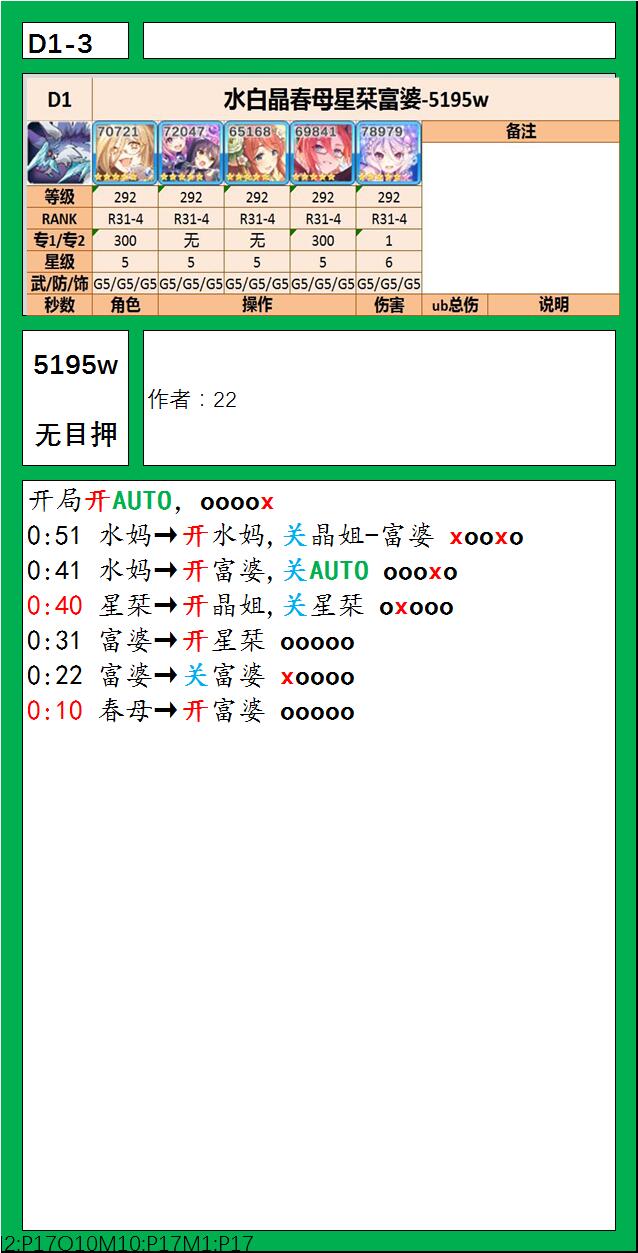 D1-3
D1 水白晶春母星栞富婆-5195w
70721 72047 65168 69841 78979 备注
等级 292 292 292 292 292
RANK R31-4 R31-4 R31-4 R31-4 R31-4
专1/专2 300 无 无 300 1
星级 5 5 5 5 6
武/防/饰 G5/G5/G5 G5/G5/G5 G5/G5/G5 G5/G5/G5 G5/G5/G5
秒数 角色 操作 伤害 ub总伤 说明
5195w
无目押
作者：22
开局开AUTO, oooox
0:51 水妈→开水妈,关晶姐-富婆 xooxo
0:41 水妈→开富婆,关AUTO oooxo
0:40 星栞→开晶姐,关星栞 oxooo
0:31 富婆→开星栞 ooooo
0:22 富婆→关富婆 xoooo
0:10 春母→开富婆 ooooo
2:P17O10M10:P17M1:P17